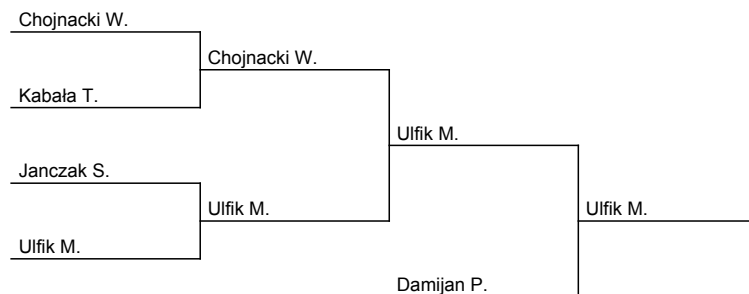 Chojnacki W.
Chojnacki W.
Kabała T.
Ulfik M.
Janczak S.
Ulfik M.
Ulfik M.
Ulfik M.
Damijan P.